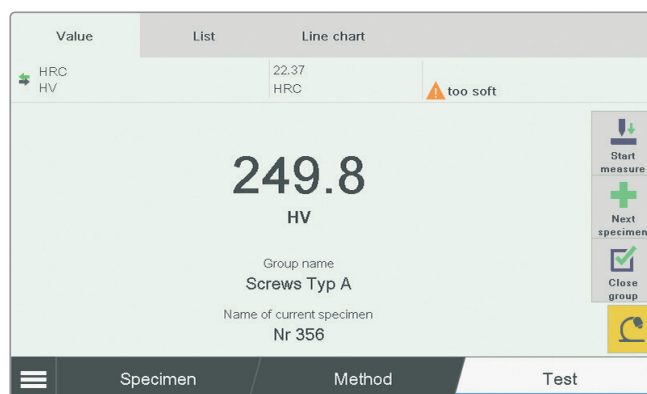 Value
List
Line chart
HRC
HV
22.37
HRC
too soft
249.8
HV
Group name
Screws Typ A
Name of current specimen
Nr 356
Start
measure
Next
specimen
Close
group
Specimen
Method
Test